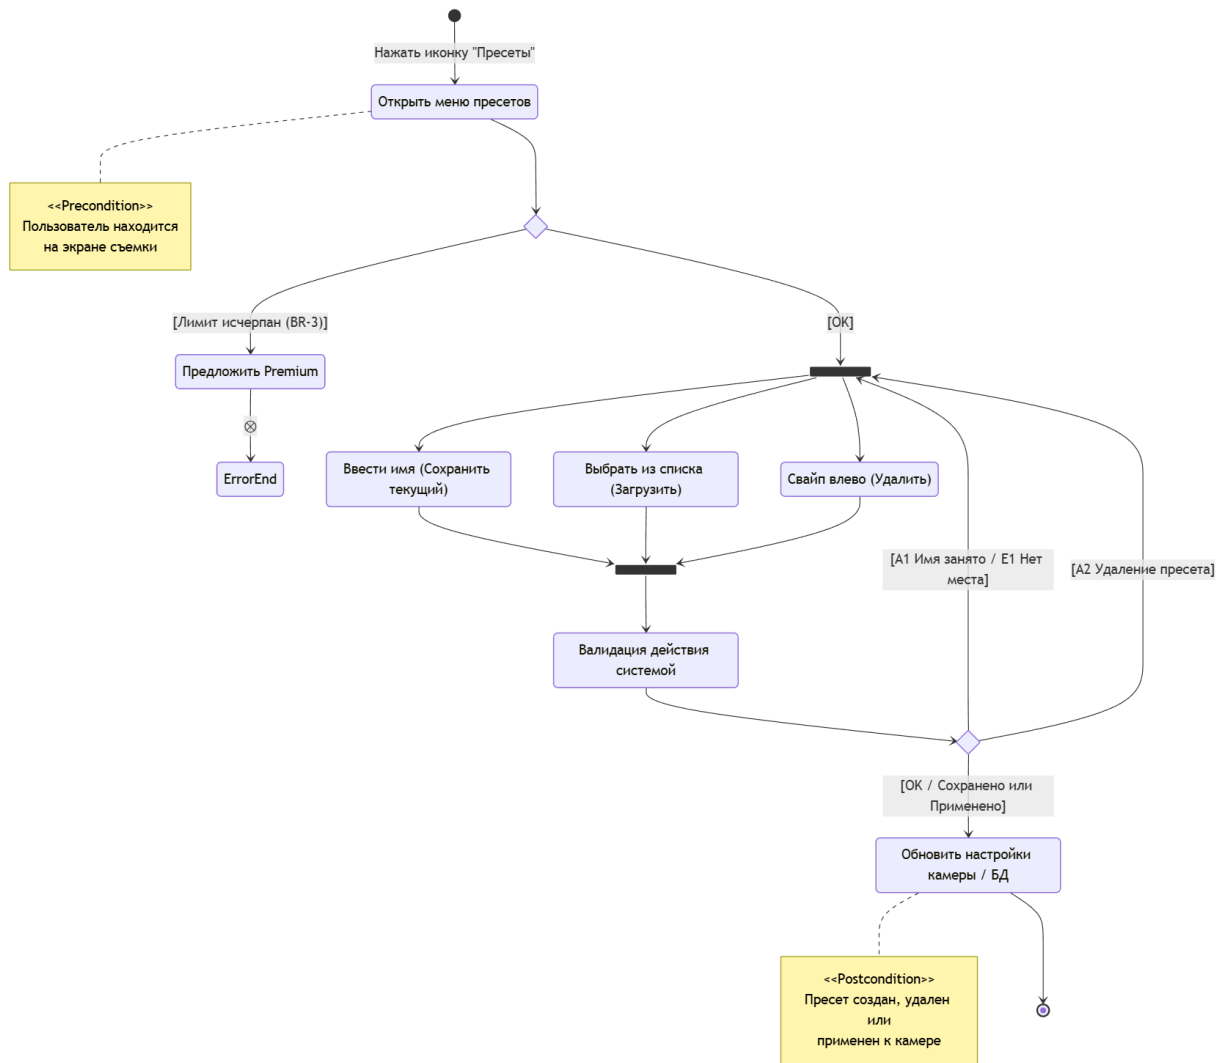 Нажать иконку "Пресеты"
Открыть меню пресетов
<<Precondition>>
Пользователь находится
на экране съемки
[Лимит исчерпан (BR-3)]
[OK]
Предложить Premium
⊗
ErrorEnd
Ввести имя (Сохранить
текущий)
Выбрать из списка
(Загрузить)
Свайп влево (Удалить)
[A1 Имя занято / E1 Нет
места]
[A2 Удаление пресета]
Валидация действия
системой
[OK / Сохранено или
Применено]
Обновить настройки
камеры / БД
<<Postcondition>>
Пресет создан, удален
или
применен к камере